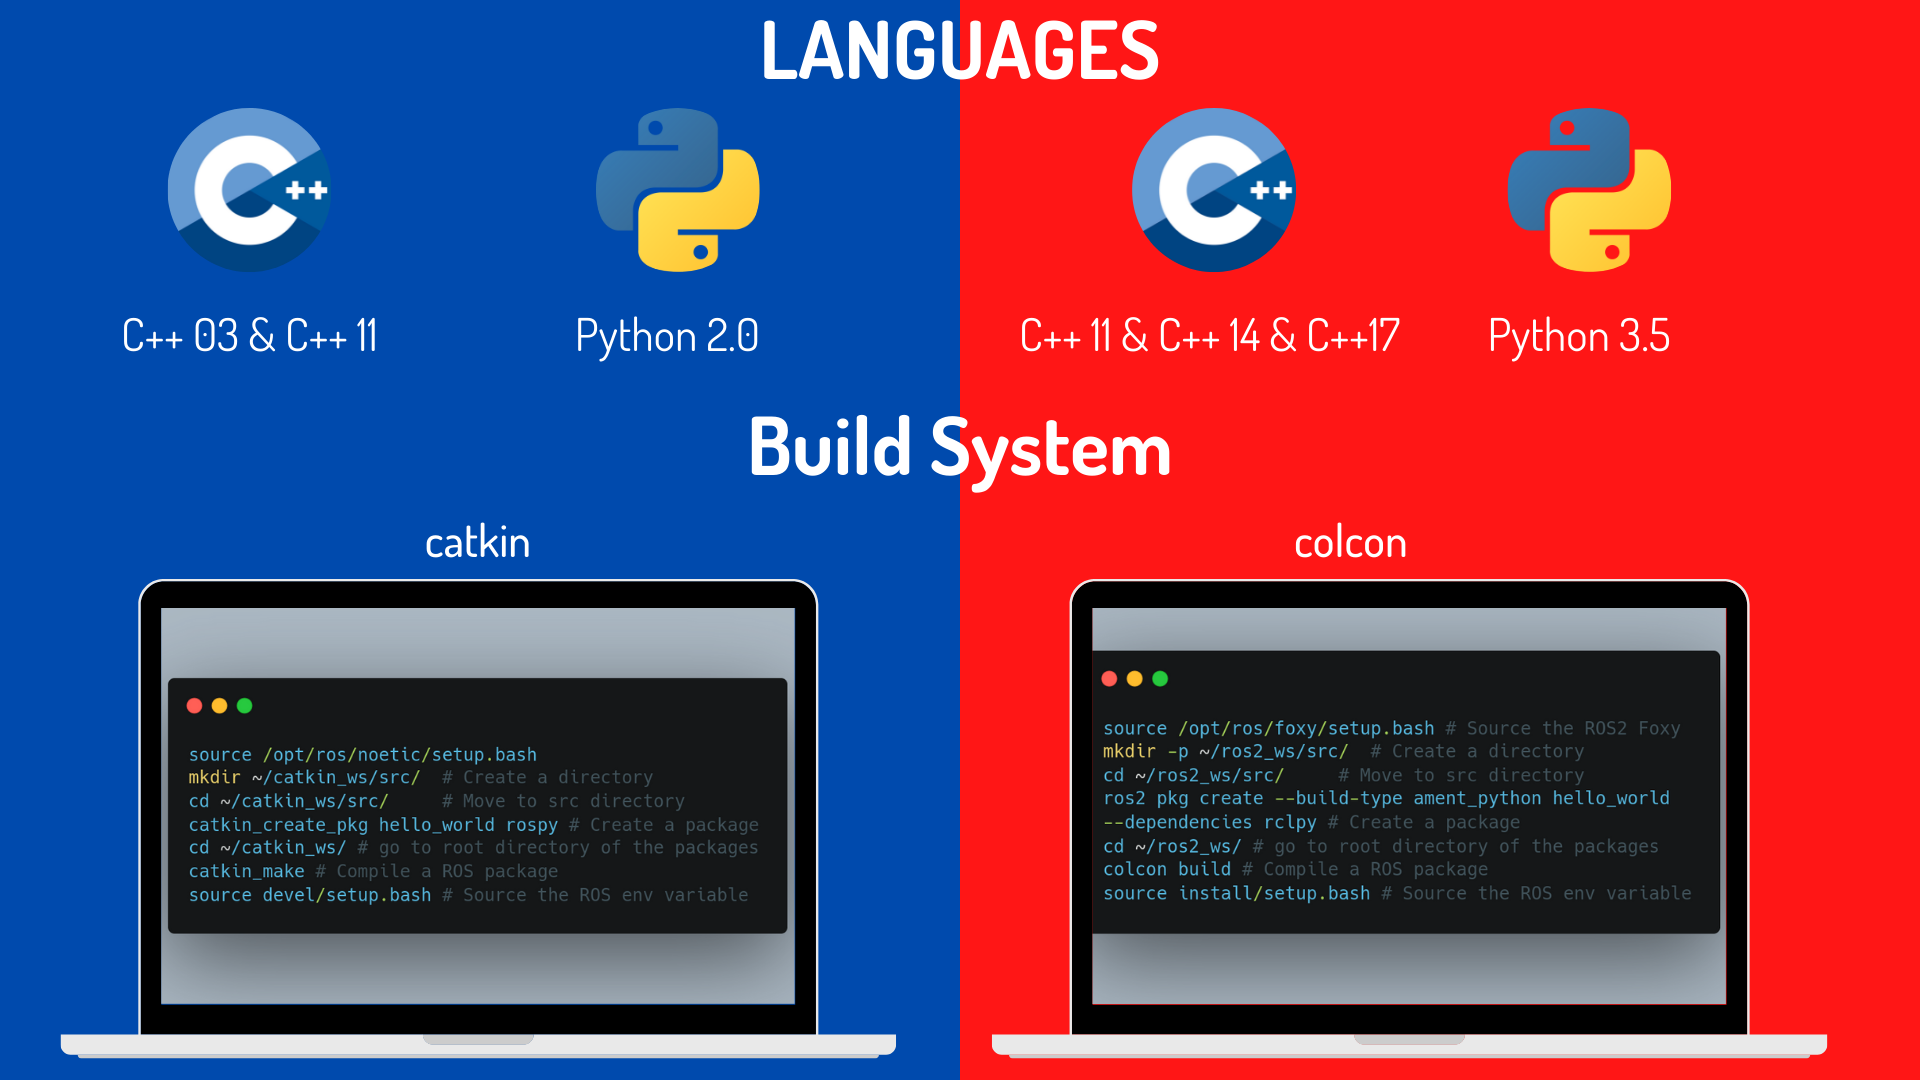 LANGUAGES
C++ 03 & C++ 11
Python 2.0
C++ 11 & C++ 14 & C++17
Python 3.5
Build System
catkin
source /opt/ros/noetic/setup.bash
mkdir ~/catkin_ws/src/  # Create a directory
cd ~/catkin_ws/src/     # Move to src directory
catkin_create_pkg hello_world rospy # Create a package
cd ~/catkin_ws/ # go to root directory of the packages
catkin_make # Compile a ROS package
source devel/setup.bash # Source the ROS env variable
colcon
source /opt/ros/foxy/setup.bash # Source the ROS2 Foxy
mkdir -p ~/ros2_ws/src/  # Create a directory
cd ~/ros2_ws/src/     # Move to src directory
ros2 pkg create --build-type ament_python hello_world
--dependencies rclpy # Create a package
cd ~/ros2_ws/ # go to root directory of the packages
colcon build # Compile a ROS package
source install/setup.bash # Source the ROS env variable